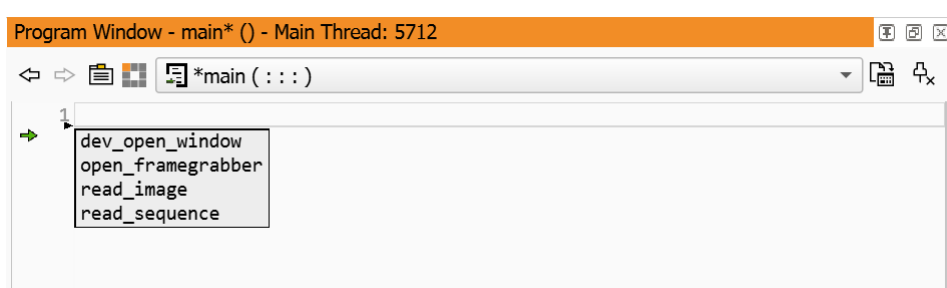 Program Window - main* () - Main Thread: 5712
*main ( : : : )
1
dev_open_window
open_framegrabber
read_image
read_sequence